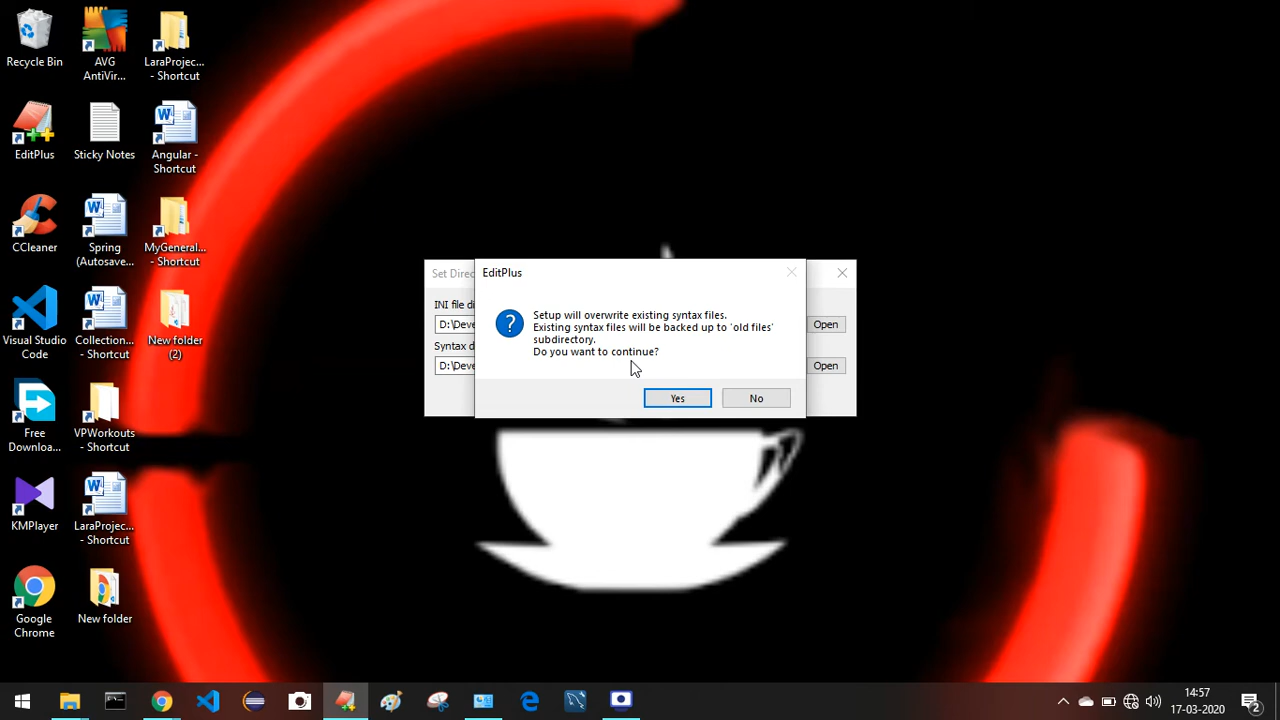 Recycle Bin
AVG
AntiVir...
LaraProjec...
- Shortcut
EditPlus
Sticky Notes
Angular -
Shortcut
CCleaner
Spring
(Autosave...
MyGeneral...
- Shortcut
Visual Studio
Code
Collection...
- Shortcut
New folder
(2)
Free
Downloa...
VPWorkouts
- Shortcut
KMPlayer
LaraProjec...
- Shortcut
Google
Chrome
New folder
Set Direc
INI file di
D:\Deve
Open
Syntax d
D:\Deve
Open
EditPlus
Setup will overwrite existing syntax files.
Existing syntax files will be backed up to 'old files'
subdirectory.
Do you want to continue?
Yes
No
14:57
17-03-2020
2